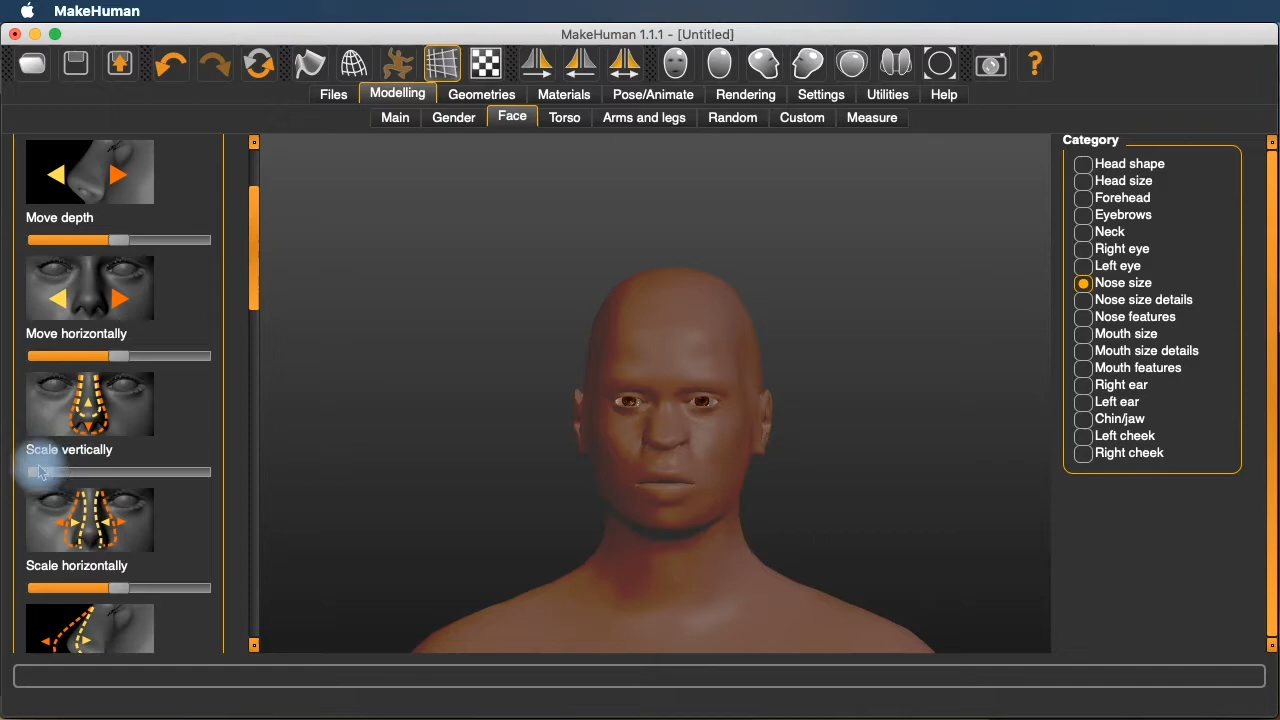 MakeHuman
MakeHuman 1.1.1 - [Untitled]
?
Files Modelling Geometries Materials Pose/Animate Rendering Settings Utilities Help
Main Gender Face Torso Arms and legs Random Custom Measure
Move depth
Move horizontally
Scale vertically
Scale horizontally
Category
Head shape
Head size
Forehead
Eyebrows
Neck
Right eye
Left eye
Nose size
Nose size details
Nose features
Mouth size
Mouth size details
Mouth features
Right ear
Left ear
Chin/jaw
Left cheek
Right cheek